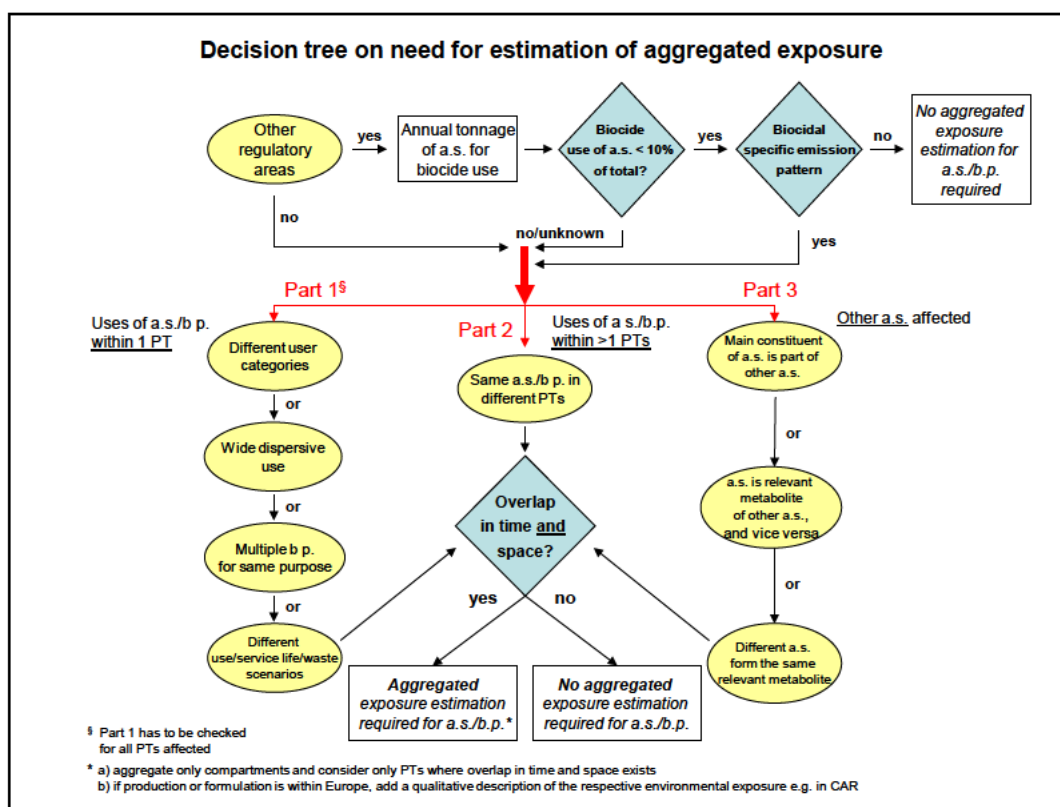 Decision tree on need for estimation of aggregated exposure
Other
regulatory
areas
yes
Annual tonnage
of a.s. for
biocide use
Biocide
use of a.s. < 10%
of total?
yes
Biocidal
specific emission
pattern
no
No aggregated
exposure
estimation for
a.s./b.p.
required
no
no/unknown
yes
Part 1§
Part 2
Part 3
Uses of a.s./b p.
within 1 PT
Uses of a s./b.p.
within >1 PTs
Other a.s. affected
Different user
categories
or
Wide dispersive
use
or
Multiple b p.
for same purpose
or
Different
use/service life/waste
scenarios
Same a.s./b p. in
different PTs
Overlap
in time and
space?
yes
no
Main constituent
of a.s. is part of
other a.s.
or
a.s. is relevant
metabolite
of other a.s.,
and vice versa
or
Different a.s.
form the same
relevant metabolite
Aggregated
exposure estimation
required for a.s./b.p.*
No aggregated
exposure estimation
required for a.s./b.p.
§ Part 1 has to be checked
for all PTs affected
* a) aggregate only compartments and consider only PTs where overlap in time and space exists
b) if production or formulation is within Europe, add a qualitative description of the respective environmental exposure e.g. in CAR